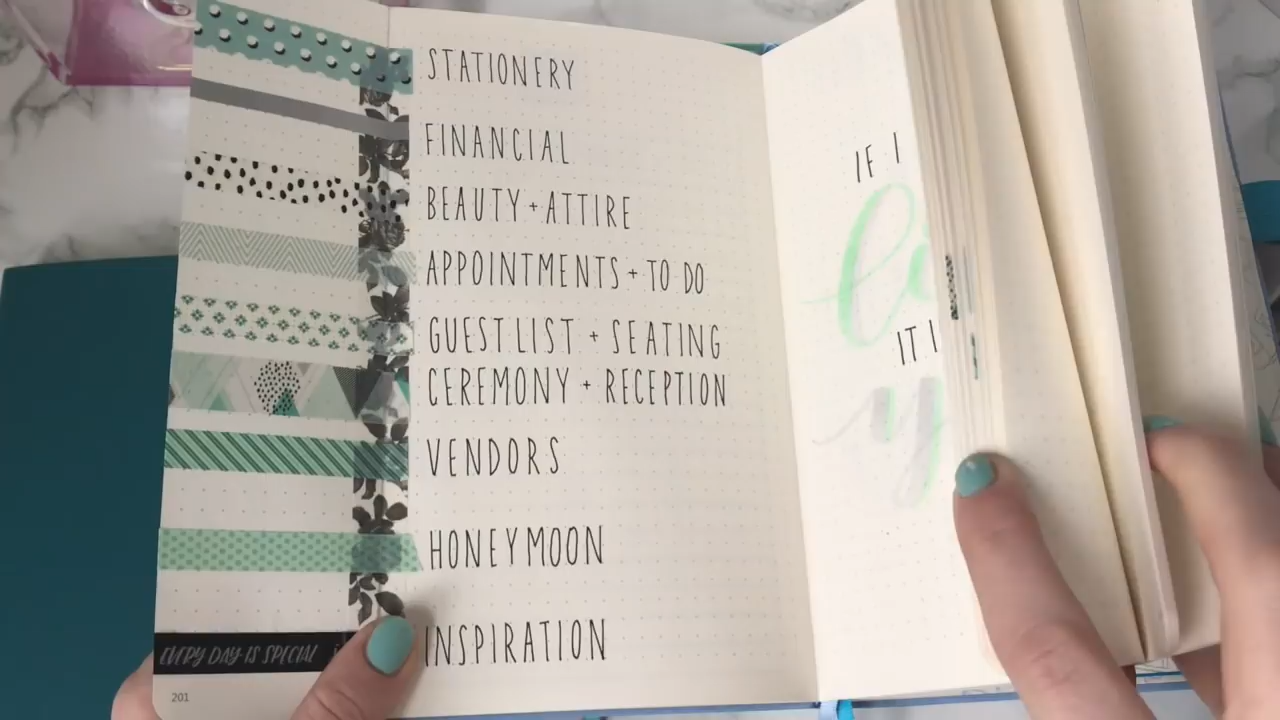 STATIONERY
FINANCIAL
BEAUTY + ATTIRE
APPOINTMENTS + TO DO
GUEST LIST + SEATING
CEREMONY + RECEPTION
VENDORS
HONEYMOON
INSPIRATION
EVERY DAY IS SPECIAL
201
IF I
IT I
y